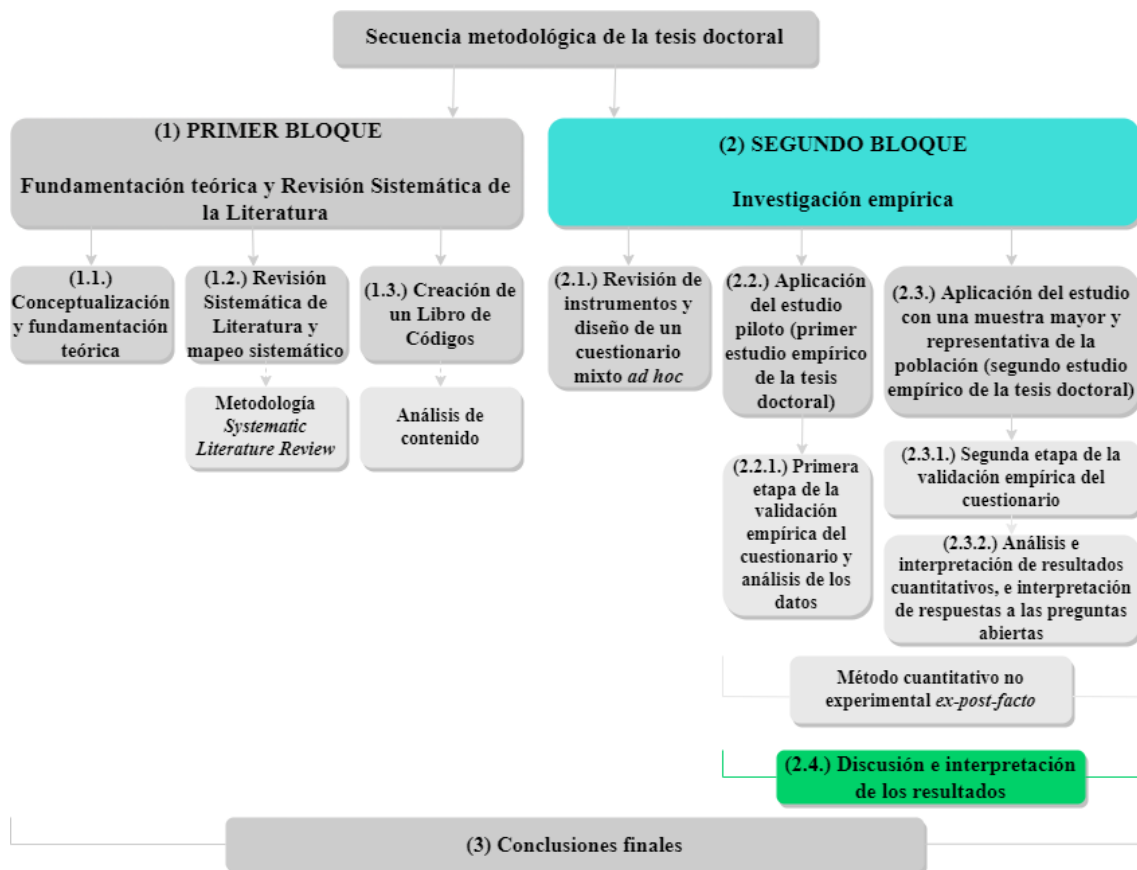 Secuencia metodológica de la tesis doctoral
(1) PRIMER BLOQUE
Fundamentación teórica y Revisión Sistemática de
la Literatura
(2) SEGUNDO BLOQUE
Investigación empírica
(1.1.)
Conceptualización
y fundamentación
teórica
(1.2.) Revisión
Sistemática de
Literatura y
mapeo sistemático
(1.3.) Creación de
un Libro de
Códigos
(2.1.) Revisión de
instrumentos y
diseño de un
cuestionario
mixto ad hoc
(2.2.) Aplicación
del estudio
piloto (primer
estudio empírico
de la tesis
doctoral)
(2.3.) Aplicación del estudio
con una muestra mayor y
representativa de la
población (segundo estudio
empírico de la tesis doctoral)
Metodología
Systematic
Literature Review
Análisis de
contenido
(2.2.1.) Primera
etapa de la
validación
empírica del
cuestionario y
análisis de los
datos
(2.3.1.) Segunda etapa de la
validación empírica del
cuestionario
(2.3.2.) Análisis e
interpretación de resultados
cuantitativos, e interpretación
de respuestas a las preguntas
abiertas
Método cuantitativo no
experimental ex-post-facto
(2.4.) Discusión e interpretación
de los resultados
(3) Conclusiones finales